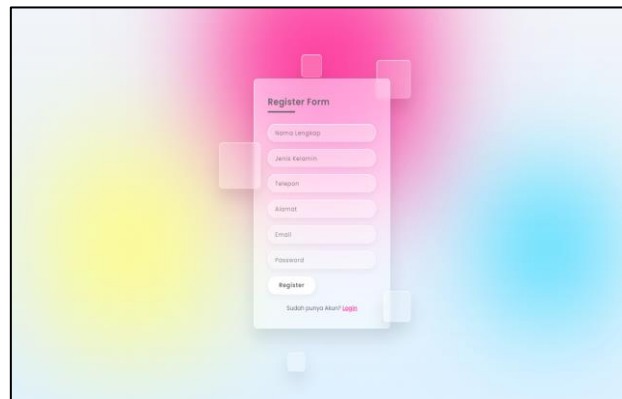 Register Form
Nama Lengkap
Jenis Kelamin
Telepon
Alamat
Email
Password
Register
Sudah punya Akun? Login